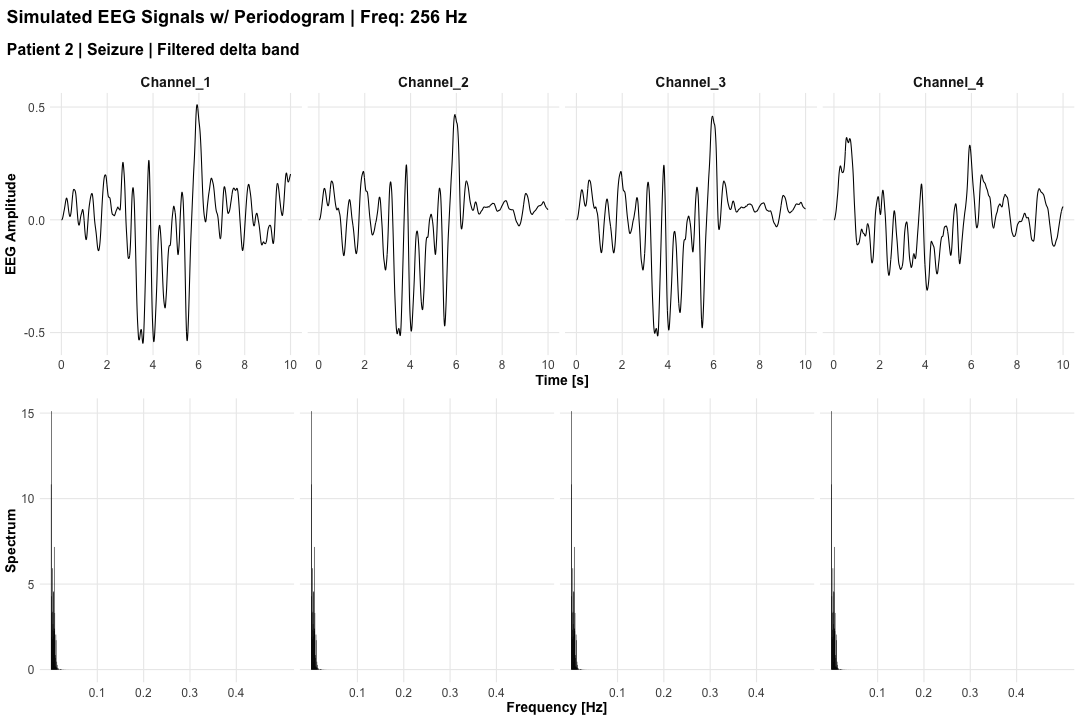 Simulated EEG Signals w/ Periodogram | Freq: 256 Hz
Patient 2 | Seizure | Filtered delta band
Channel_1 Channel_2 Channel_3 Channel_4
EEG Amplitude
0.5
0.0
-0.5
0 2 4 6 8 10 0 2 4 6 8 10 0 2 4 6 8 10 0 2 4 6 8 10
Time [s]
Spectrum
15
10
5
0
0.1 0.2 0.3 0.4 0.1 0.2 0.3 0.4 0.1 0.2 0.3 0.4 0.1 0.2 0.3 0.4
Frequency [Hz]